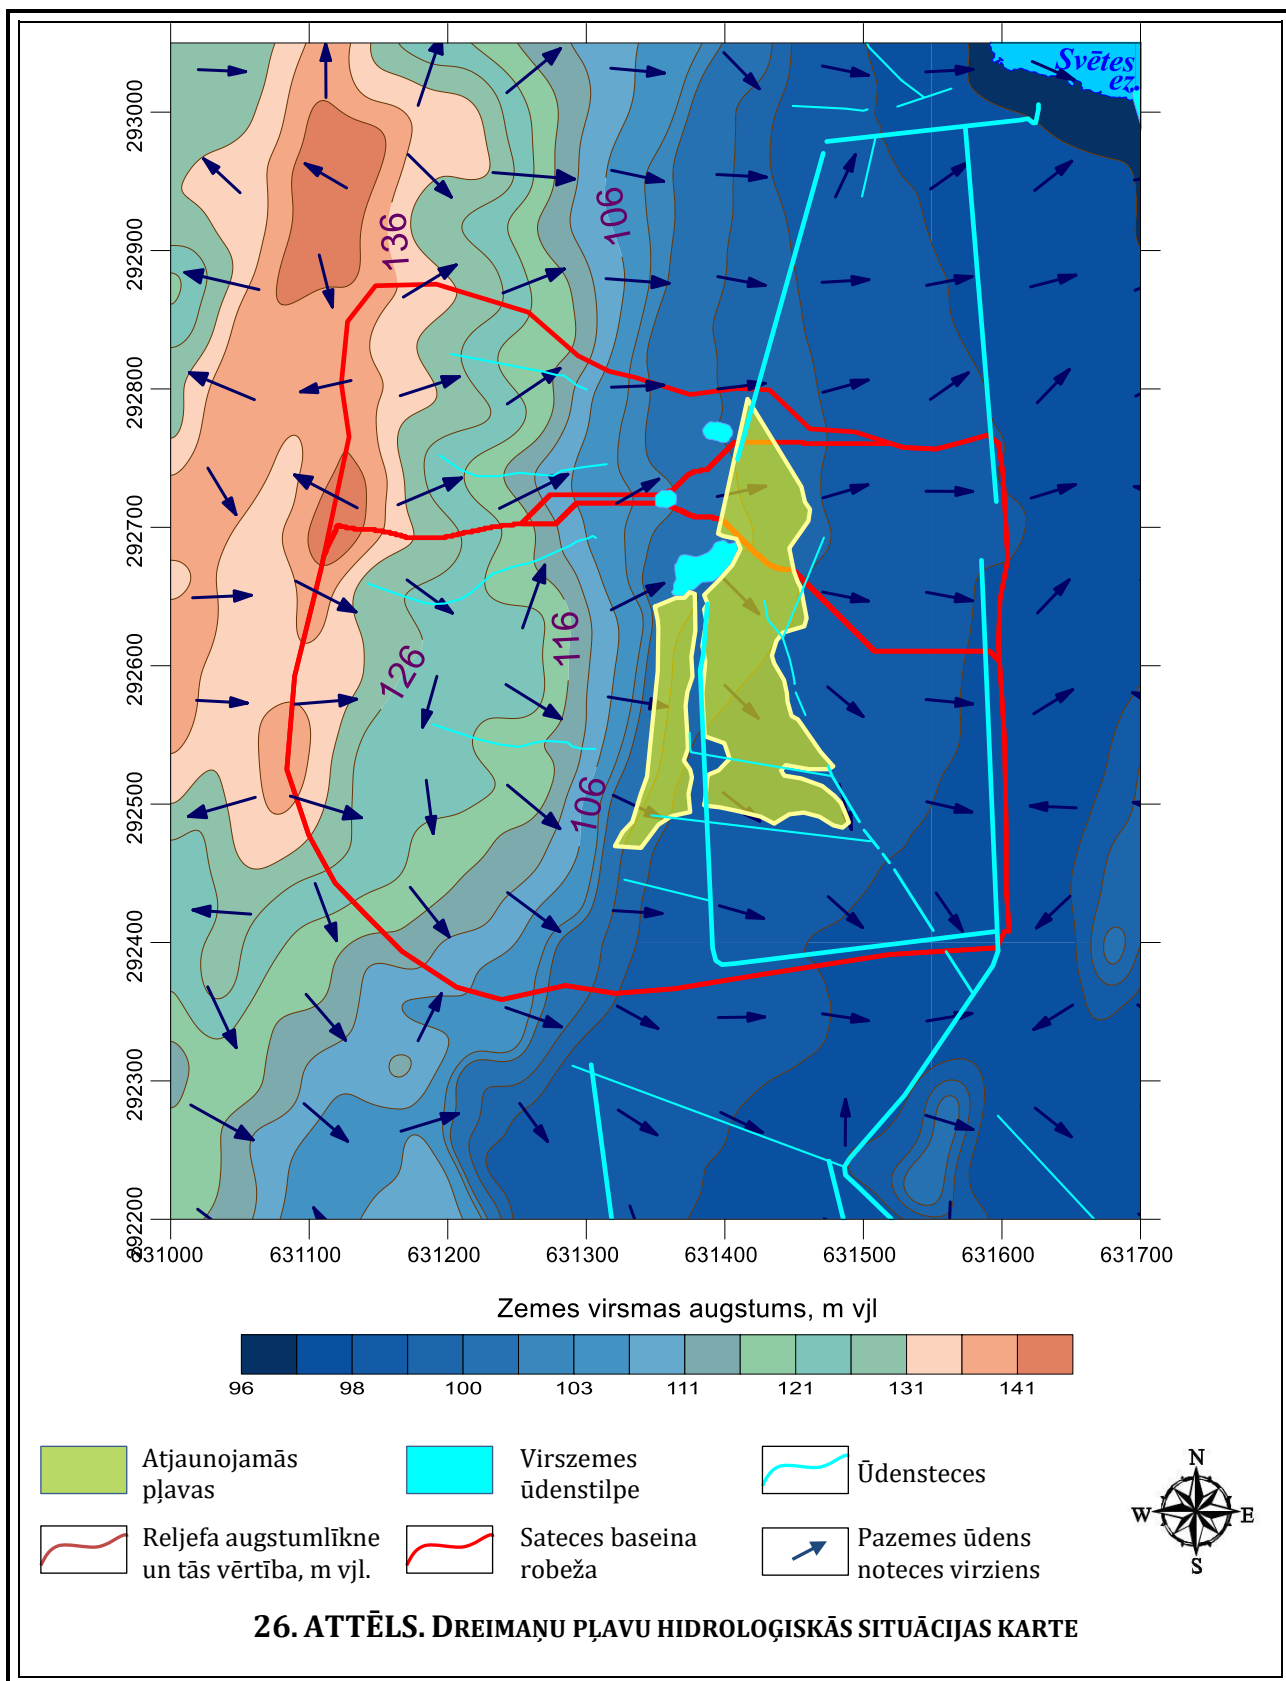 Svētes
ez.
293000
292900
292800
292700
292600
292500
292400
292300
292200
136
106
116
126
106
631000
631100
631200
631300
631400
631500
631600
631700
Zemes virsmas augstums, m vjl
96
98
100
103
111
121
131
141
Atjaunojamās
pļavas
Virszemes
ūdenstilpe
Ūdensteces
Reljefa augstumlīkne
un tās vērtība, m vjl.
Sateces baseina
robeža
Pazemes ūdens
noteces virziens
N
W
E
S
26. ATTĒLS. DREIMAŅU PĻAVU HIDROLOĢISKĀS SITUĀCIJAS KARTE